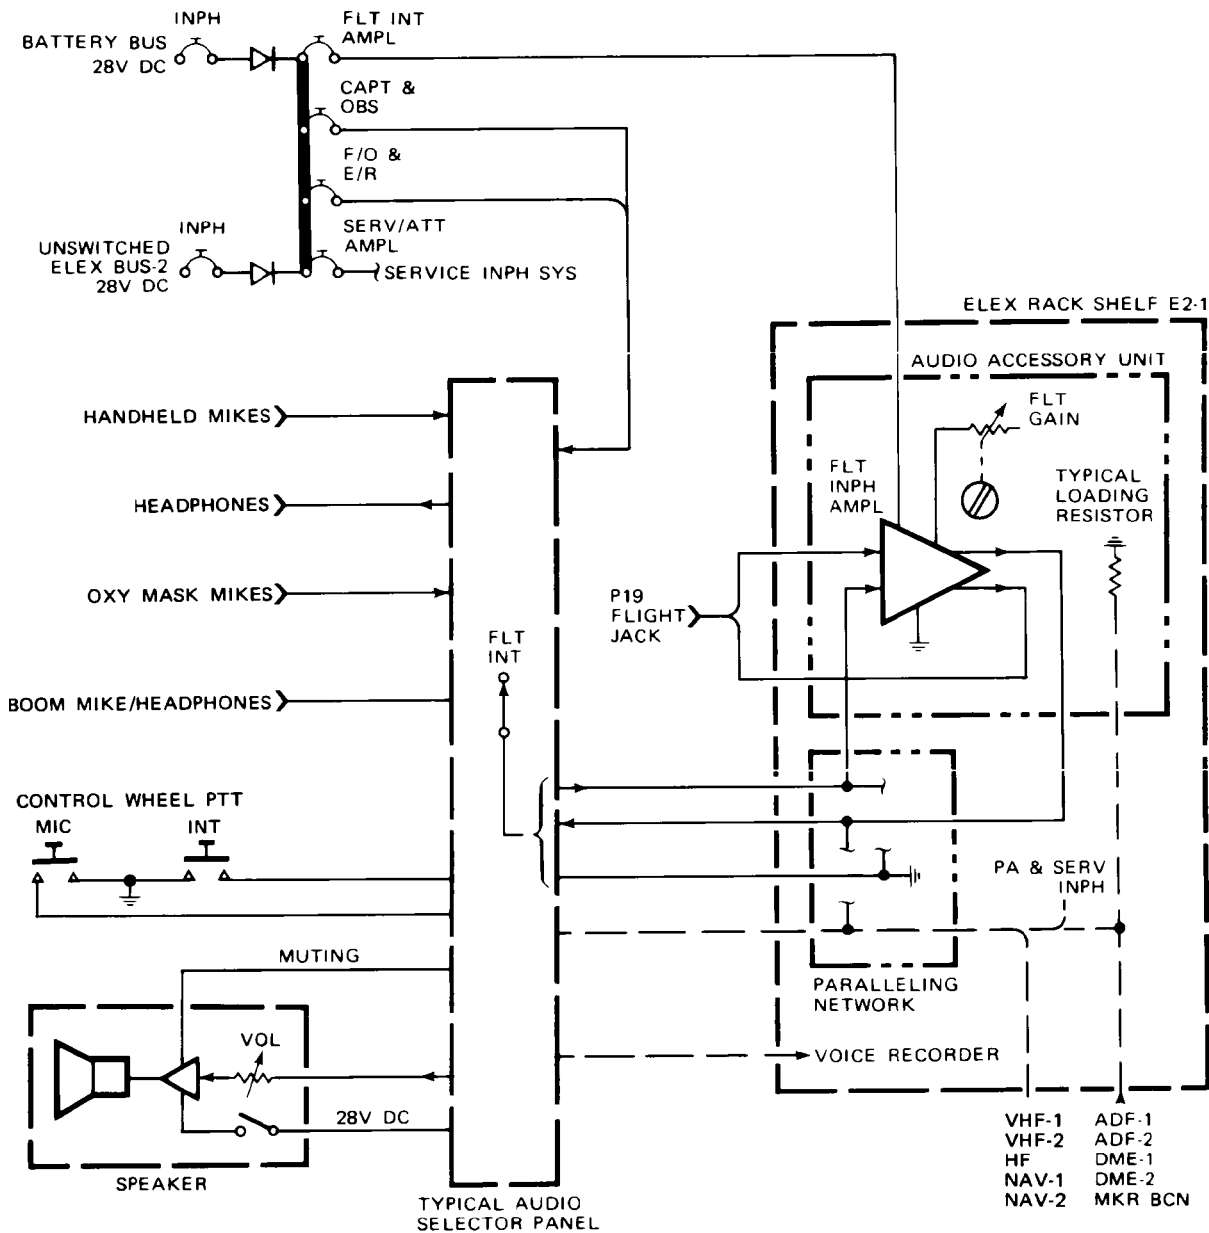 INPH
BATTERY BUS
28V DC
FLT INT
AMPL
CAPT &
OBS
F/O &
E/R
SERV/ATT
AMPL
INPH
UNSWITCHED
ELEX BUS-2
28V DC
SERVICE INPH SYS
ELEX RACK SHELF E2-1
AUDIO ACCESSORY UNIT
FLT
GAIN
FLT
INPH
AMPL
TYPICAL
LOADING
RESISTOR
HANDHELD MIKES
HEADPHONES
OXY MASK MIKES
BOOM MIKE/HEADPHONES
P19
FLIGHT
JACK
FLT
INT
CONTROL WHEEL PTT
MIC
INT
PA & SERV
INPH
MUTING
PARALLELING
NETWORK
VOL
VOICE RECORDER
28V DC
SPEAKER
TYPICAL AUDIO
SELECTOR PANEL
VHF-1
VHF-2
HF
NAV-1
NAV-2
ADF-1
ADF-2
DME-1
DME-2
MKR BCN